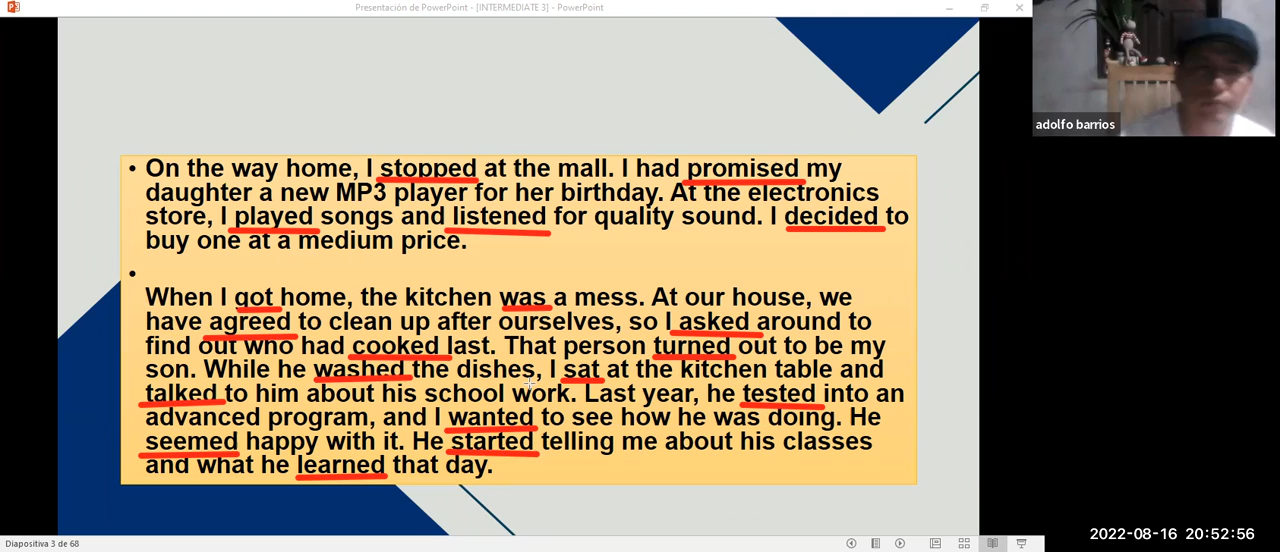 Presentación de PowerPoint - [INTERMEDIATE 3] - PowerPoint
adolfo barrios
• On the way home, I stopped at the mall. I had promised my
daughter a new MP3 player for her birthday. At the electronics
store, I played songs and listened for quality sound. I decided to
buy one at a medium price.
•
When I got home, the kitchen was a mess. At our house, we
have agreed to clean up after ourselves, so I asked around to
find out who had cooked last. That person turned out to be my
son. While he washed the dishes, I sat at the kitchen table and
talked to him about his school work. Last year, he tested into an
advanced program, and I wanted to see how he was doing. He
seemed happy with it. He started telling me about his classes
and what he learned that day.
2022-08-16 20:52:56
Diapositiva 3 de 68